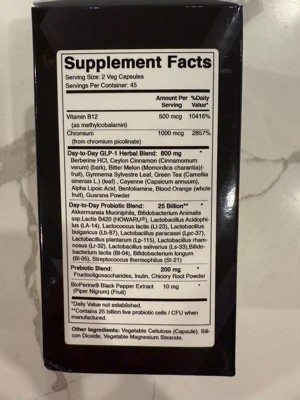 Supplement Facts
Serving Size: 2 Veg Capsules
Servings Per Container: 45
Amount Per %Daily
Serving Value*
Vitamin B12 500 mcg 10416%
(as methylcobalamin)
Chromium 1000 mcg 2857%
(from chromium picolinate)
Day-to-Day GLP-1 Herbal Blend: 800 mg *
Berberine HCl, Ceylon Cinnamon (Cinnamomum
verum) (bark), Bitter Melon (Momordica charantia)(-
fruit), Gymnema Sylvestre Leaf, Green Tea (Camellia
sinensis L.) (leaf) , Cayenne (Capsicum annuum),
Alpha Lipoic Acid, Benfotiamine, Blood Orange (whole
fruit), Guarana Powder
Day-to-Day Probiotic Blend: 25 Billion** *
Akkermansia Muciniphila, Bifidobacterium Animalis
ssp.Lactis B420 (HOWARU®), Lactobacillus Acidophi-
lus (LA-14), Lactococcus lactis (Ll-23), Lactobacillus
bulgaricus (Lb-87), Lactobacillus paracasei (Lpc-37),
Lactobacillus plantarum (Lp-115), Lactobacillus rham-
nosus (Lr-32), Lactobacillus salivarius (Ls-33),Bifido-
bacterium lactis (Bl-04), Bifidobacterium longum
(Bl-05), Streptococcus thermophilus (St-21)
Prebiotic Blend: 200 mg *
Fructooligosaccharides, Inulin, Chicory Root Powder
BioPerine® Black Pepper Extract 10 mg *
(Piper Nigrum) (Fruit)
*Daily Value not established.
**Contains 25 billion live probiotic cells / CFU when
manufactured.
Other Ingredients: Vegetable Cellulose (Capsule), Sili-
con Dioxide, Vegetable Magnesium Stearate.